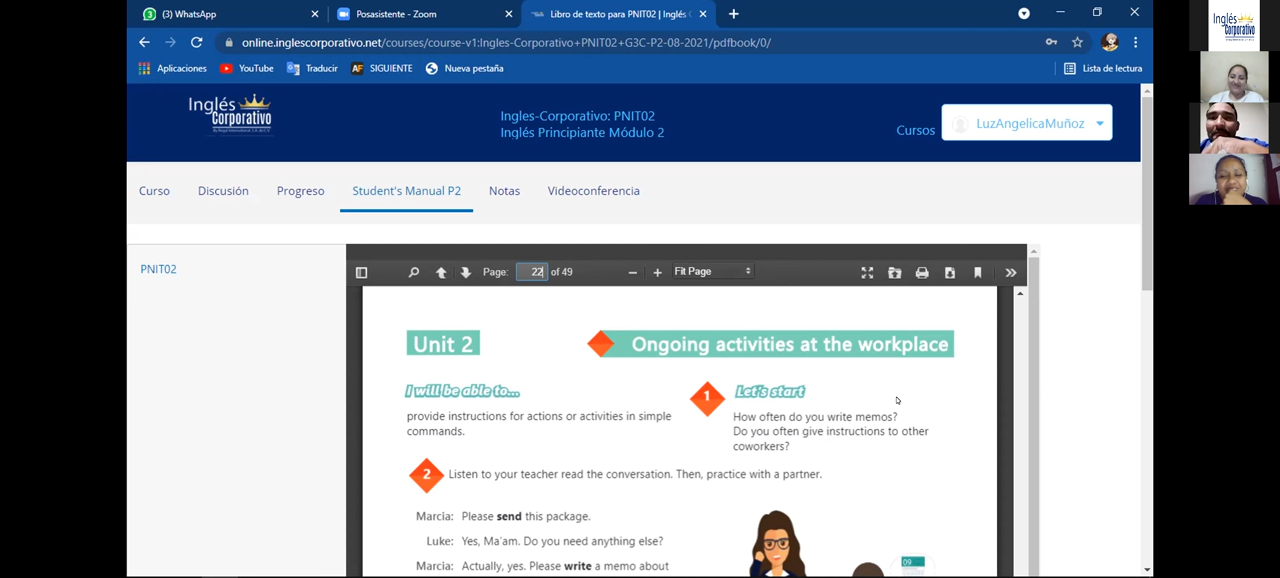 (3) WhatsApp
Posasistente - Zoom
Libro de texto para PNIT02 | Inglés
online.inglescorporativo.net/courses/course-v1:Ingles-Corporativo+PNIT02+G3C-P2-08-2021/pdfbook/0/
Aplicaciones
YouTube
Traducir
AF
SIGUIENTE
Nueva pestaña
Lista de lectura
Inglés
Corporativo
Ingles-Corporativo: PNIT02
Inglés Principiante Módulo 2
Cursos
LuzAngelicaMuñoz
Curso
Discusión
Progreso
Student's Manual P2
Notas
Videoconferencia
PNIT02
Page:
22
of 49
Fit Page
Unit 2
Ongoing activities at the workplace
I will be able to...
provide instructions for actions or activities in simple
commands.
1
Let's start
How often do you write memos?
Do you often give instructions to other
coworkers?
2
Listen to your teacher read the conversation. Then, practice with a partner.
Marcia: Please send this package.
Luke: Yes, Ma'am. Do you need anything else?
Marcia: Actually, yes. Please write a memo about
09
Inglés
Corporativo